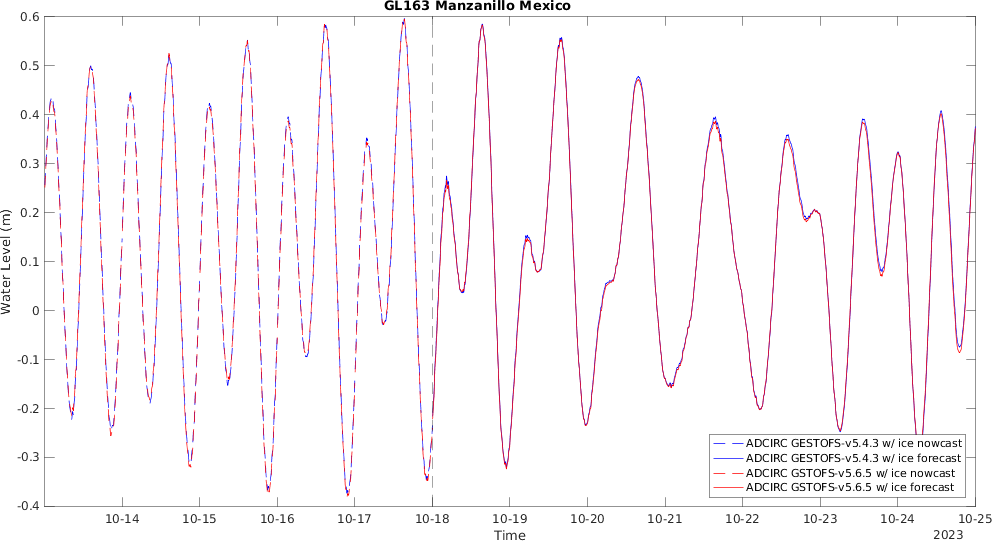 GL163 Manzanillo Mexico
0.6
0.5
0.4
0.3
0.2
0.1
0
-0.1
-0.2
-0.3
-0.4
Water Level (m)
ADCIRC GESTOFS-v5.4.3 w/ ice nowcast
ADCIRC GESTOFS-v5.4.3 w/ ice forecast
ADCIRC GSTOFS-v5.6.5 w/ ice nowcast
ADCIRC GSTOFS-v5.6.5 w/ ice forecast
10-14 10-15 10-16 10-17 10-18 10-19 10-20 10-21 10-22 10-23 10-24 10-25
Time
2023